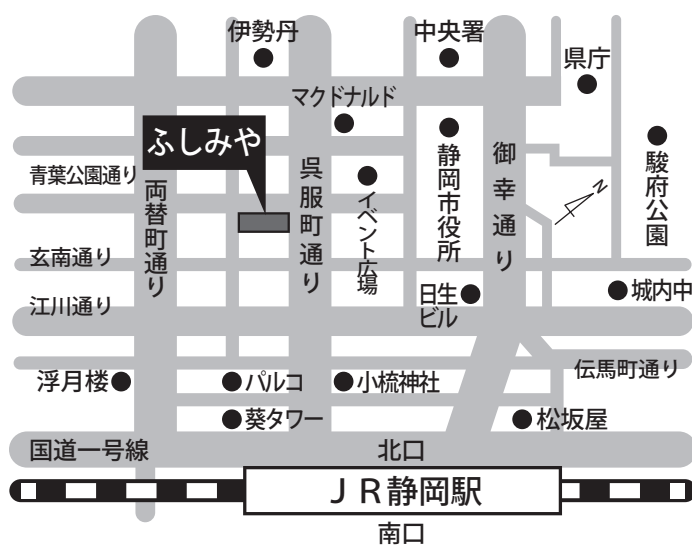 伊勢丹
中央署
県庁
マクドナルド
ふしみや
青葉公園通り
両替町通り
呉服町通り
イベント広場
静岡市役所
御幸通り
N
駿府公園
玄南通り
江川通り
日生
ビル
城内中
伝馬町通り
浮月楼
パルコ
小梳神社
葵タワー
松坂屋
国道一号線
北口
ＪＲ静岡駅
南口